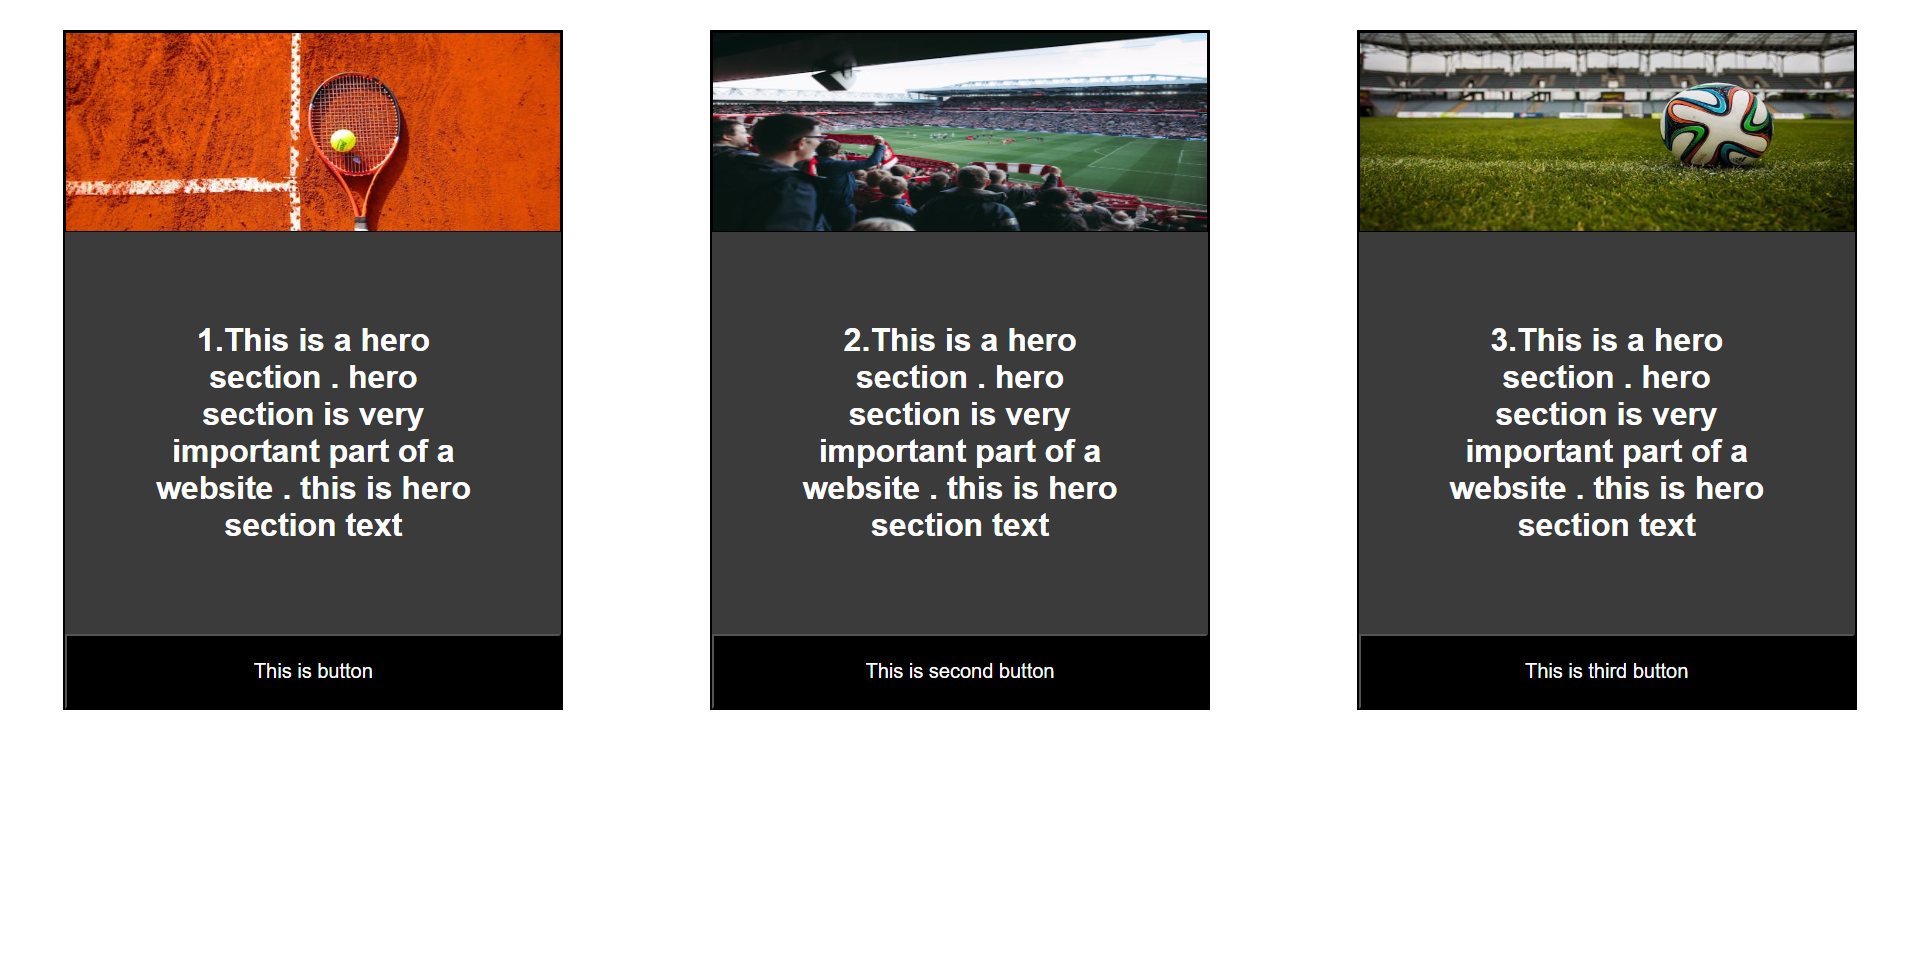 1.This is a hero
section . hero
section is very
important part of a
website . this is hero
section text
This is button
2.This is a hero
section . hero
section is very
important part of a
website . this is hero
section text
This is second button
3.This is a hero
section . hero
section is very
important part of a
website . this is hero
section text
This is third button